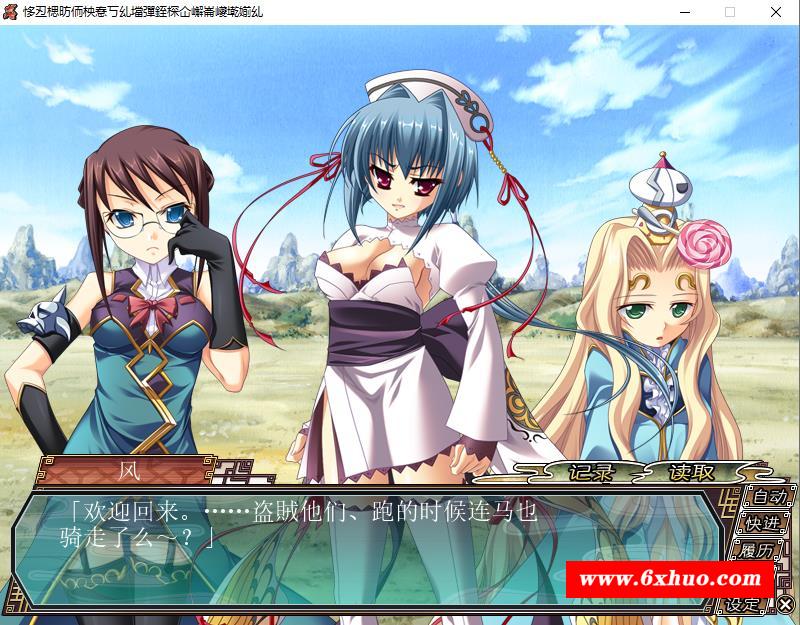 风
记录 读取
「欢迎回来。……盗贼他们、跑的时候连马也
骑走了么～？」
自动
快进
履历
设定
www.6xhuo.com